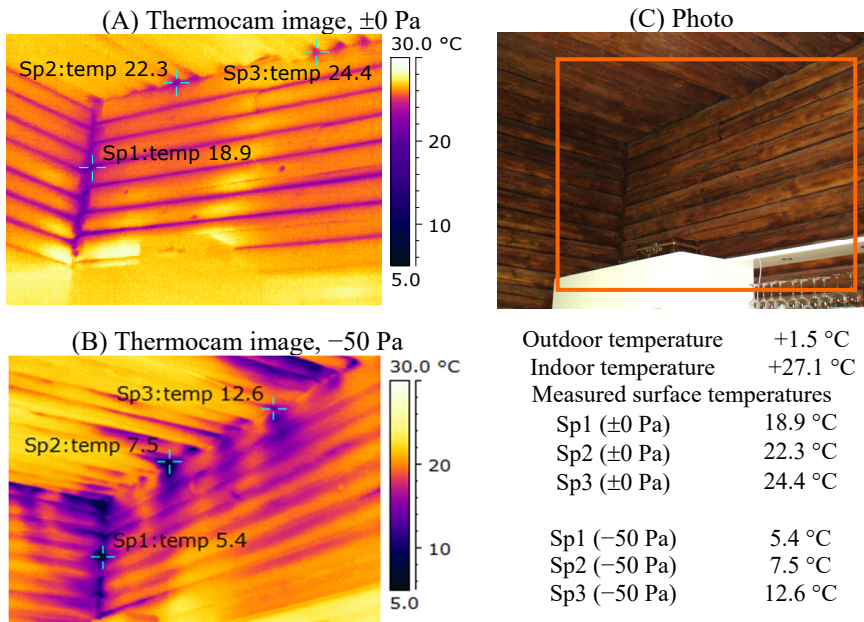 (A) Thermocam image, ±0 Pa
30.0 °C
Sp2:temp 22.3
Sp3:temp 24.4
20
Sp1:temp 18.9
10
5.0
(C) Photo
(B) Thermocam image, −50 Pa
30.0 °C
Sp3:temp 12.6
Sp2:temp 7.5
20
Sp1:temp 5.4
10
5.0
Outdoor temperature +1.5 °C
Indoor temperature +27.1 °C
Measured surface temperatures
Sp1 (±0 Pa) 18.9 °C
Sp2 (±0 Pa) 22.3 °C
Sp3 (±0 Pa) 24.4 °C
Sp1 (−50 Pa) 5.4 °C
Sp2 (−50 Pa) 7.5 °C
Sp3 (−50 Pa) 12.6 °C